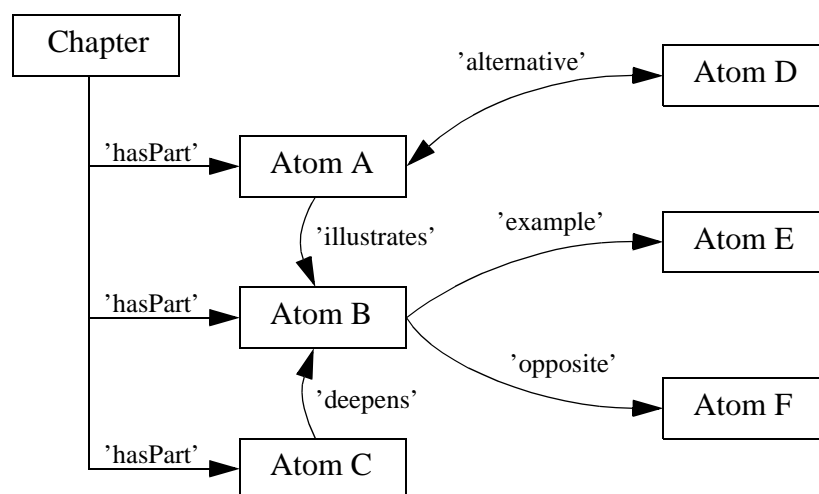 Chapter
’alternative’
Atom D
’hasPart’
Atom A
’illustrates’
’example’
Atom E
’hasPart’
Atom B
’opposite’
’deepens’
Atom F
’hasPart’
Atom C